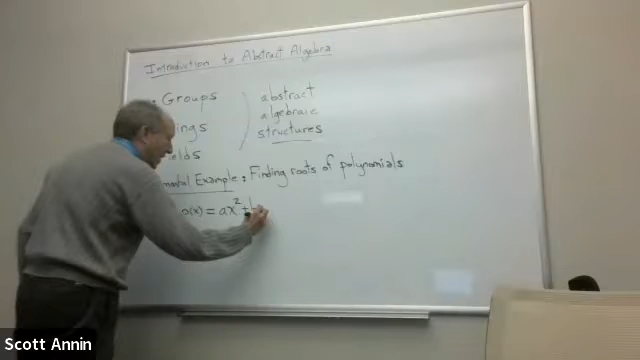 Introduction to Abstract Algebra
• Groups
abstract
algebraic
ings
structures
ields
Example: Finding roots of polynomials
p(x) = ax² + b
Scott Annin